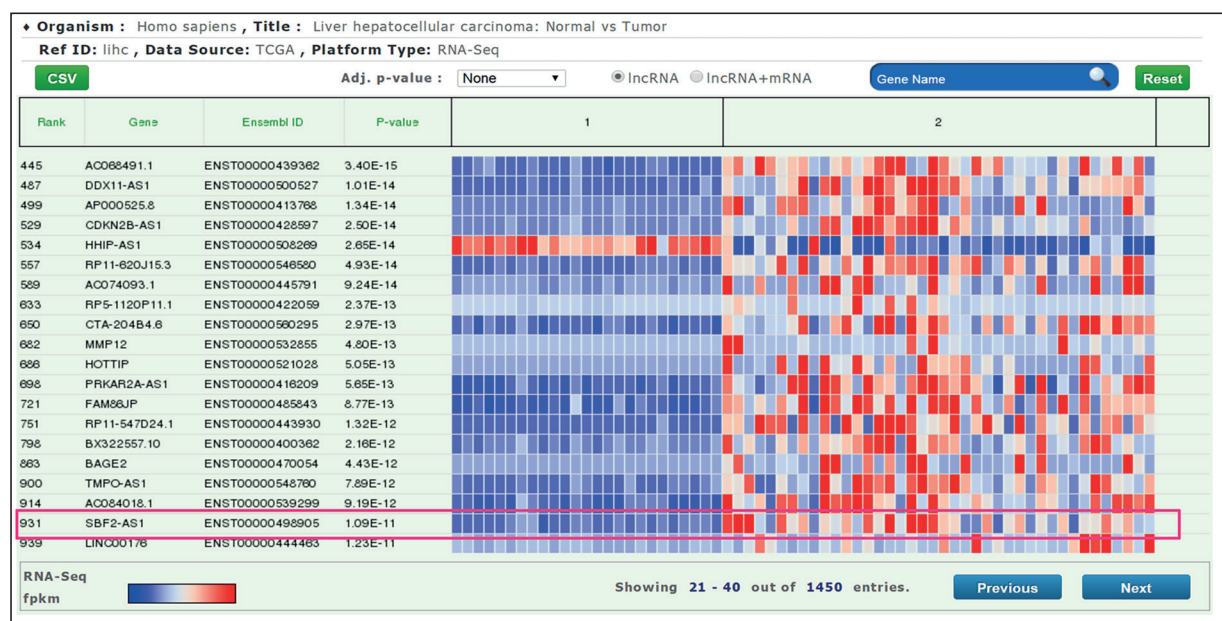 ♦ Organism : Homo sapiens , Title : Liver hepatocellular carcinoma: Normal vs Tumor
Ref ID: lihc , Data Source: TCGA , Platform Type: RNA-Seq
CSV Adj. p-value : None ▼ lncRNA lncRNA+mRNA Gene Name Reset
Rank Gene Ensembl ID P-value 1 2
445 AC068491.1 ENST00000439362 3.40E-15
487 DDX11-AS1 ENST00000500527 1.01E-14
499 AP000525.8 ENST00000413768 1.34E-14
529 CDKN2B-AS1 ENST00000428597 2.50E-14
534 HHIP-AS1 ENST00000508269 2.65E-14
557 RP11-620J15.3 ENST00000546580 4.93E-14
589 AC074093.1 ENST00000445791 9.24E-14
633 RP5-1120P11.1 ENST00000422059 2.37E-13
650 CTA-204B4.6 ENST00000560295 2.97E-13
682 MMP12 ENST00000532855 4.80E-13
686 HOTTIP ENST00000521028 5.05E-13
698 PRKAR2A-AS1 ENST00000416209 5.65E-13
721 FAM86JP ENST00000485843 8.77E-13
751 RP11-547D24.1 ENST00000443930 1.32E-12
798 BX322557.10 ENST00000400362 2.16E-12
863 BAGE2 ENST00000470054 4.43E-12
900 TMPO-AS1 ENST00000548760 7.89E-12
914 AC084018.1 ENST00000539299 9.19E-12
931 SBF2-AS1 ENST00000498905 1.09E-11
939 LINC00176 ENST00000444463 1.23E-11
RNA-Seq
fpkm
Showing 21 - 40 out of 1450 entries. Previous Next